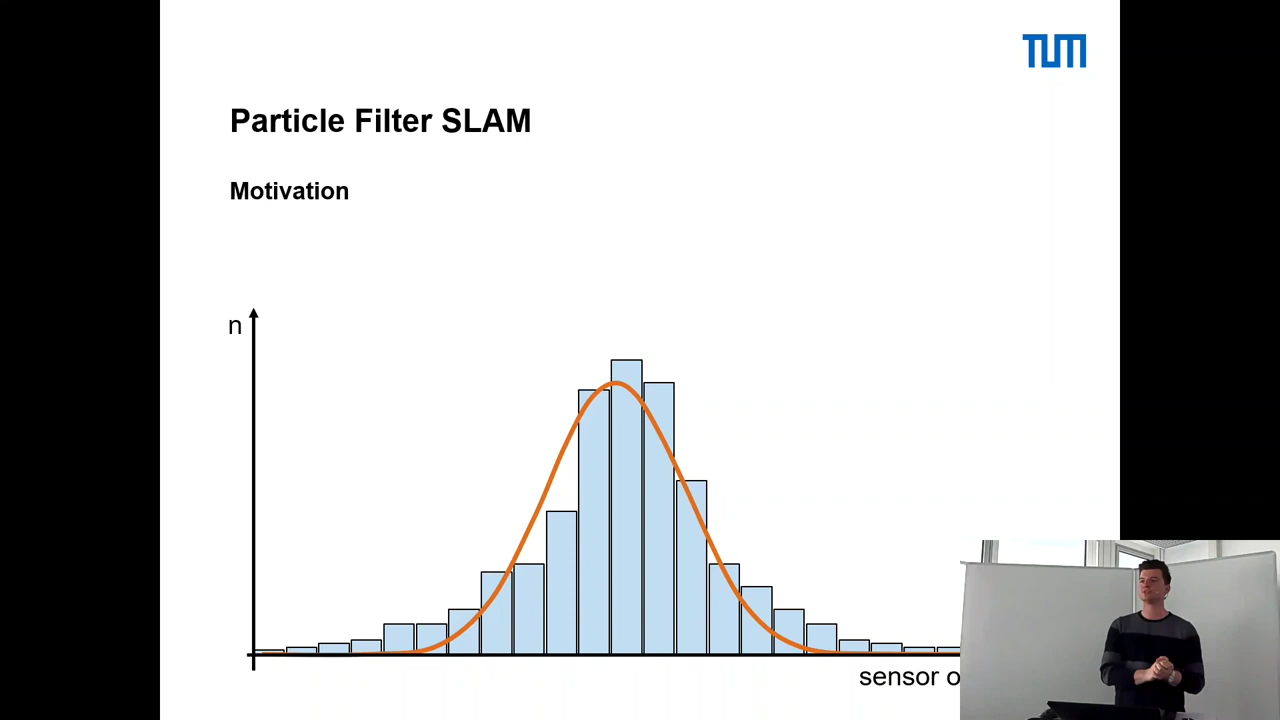 TUM
Particle Filter SLAM
Motivation
n
sensor